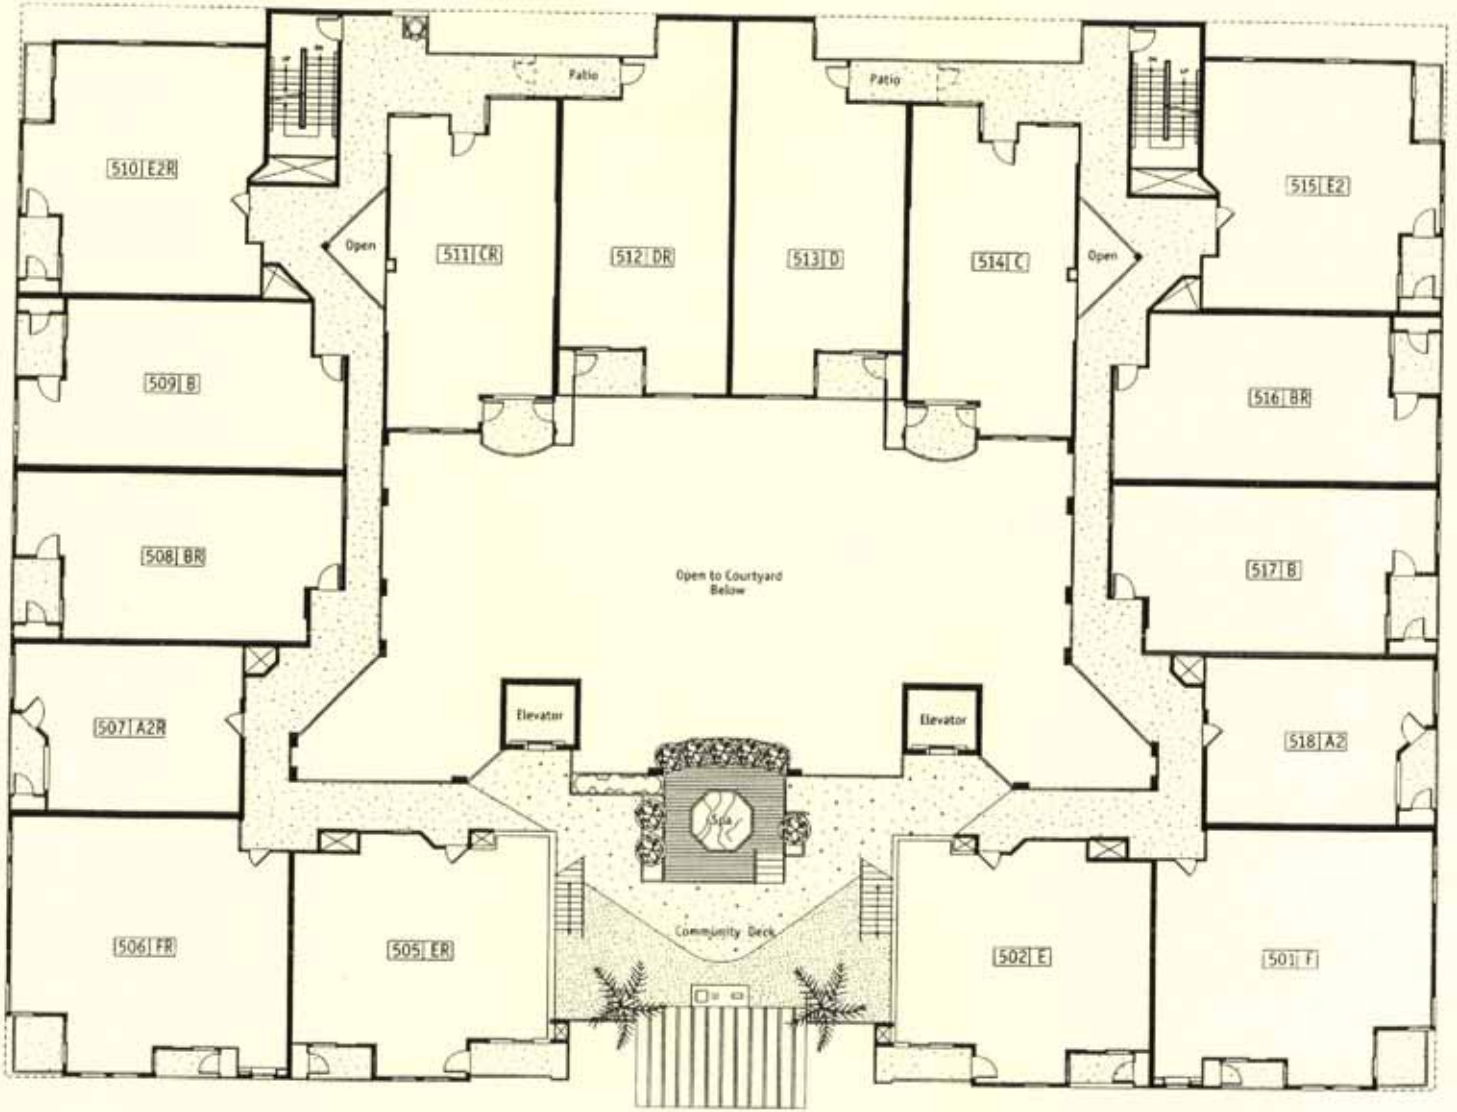 Patio
Patio
510 E2R
515 E2
Open
511 CR
512 DR
513 D
514 C
Open
509 B
516 BR
508 BR
Open to Courtyard
Below
517 B
Elevator
Elevator
507 A2R
518 A2
Spa
Community Deck
506 FR
505 ER
502 E
501 F